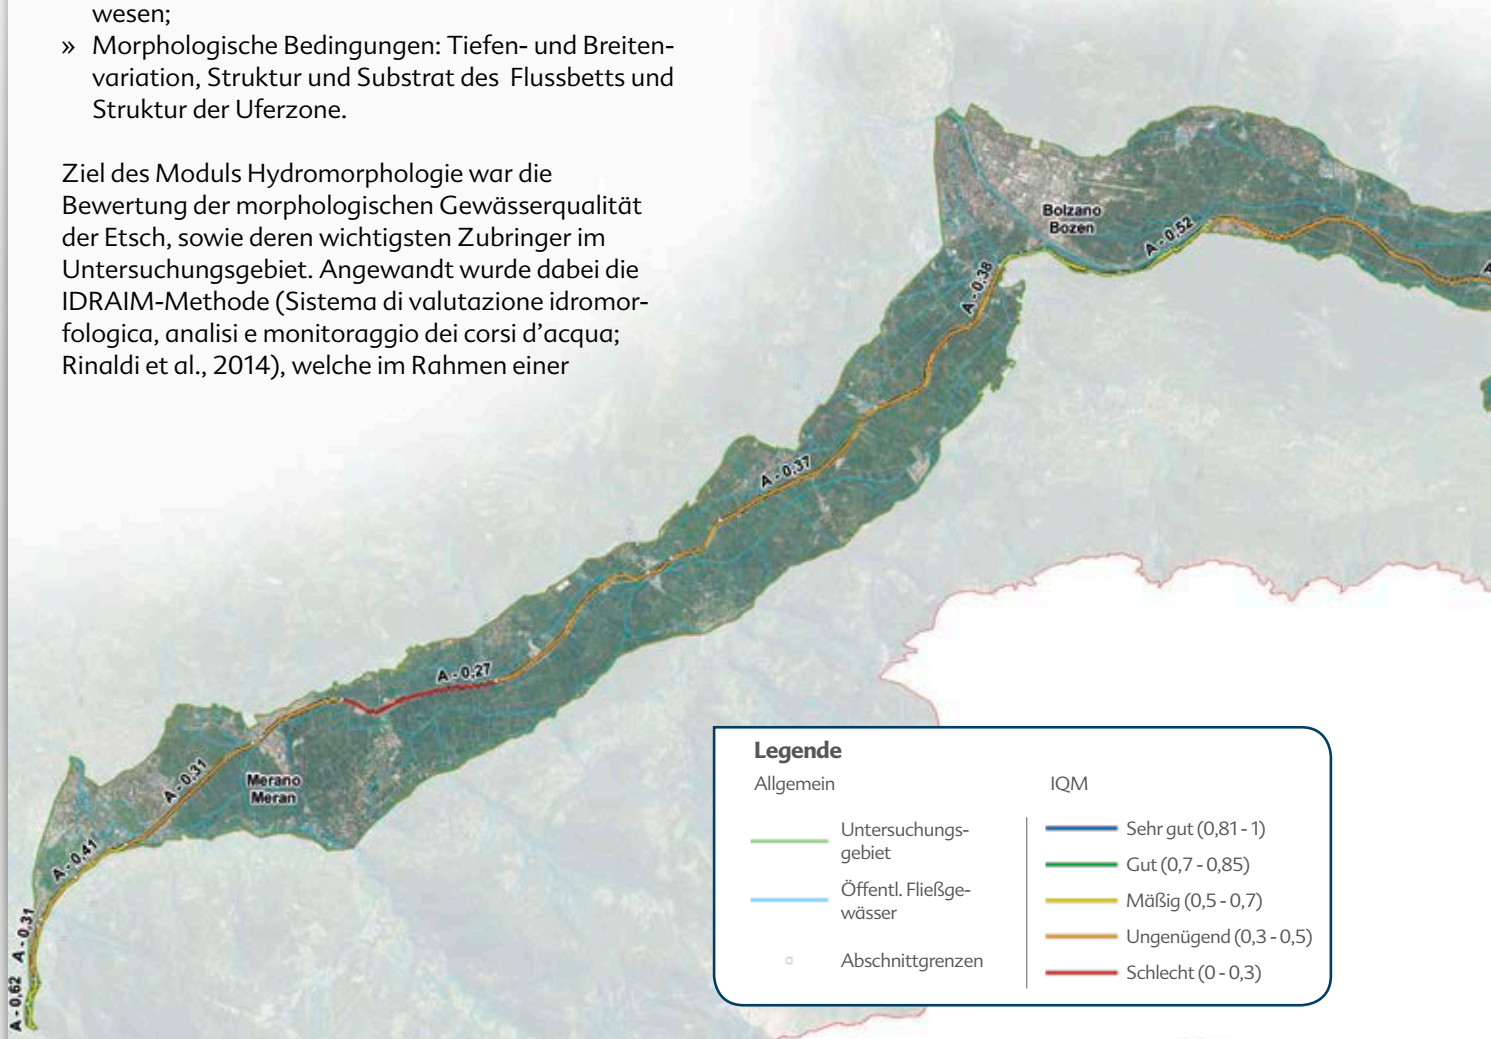 wesen;
» Morphologische Bedingungen: Tiefen- und Breiten-
variation, Struktur und Substrat des Flussbetts und
Struktur der Uferzone.
Ziel des Moduls Hydromorphologie war die
Bewertung der morphologischen Gewässerqualität
der Etsch, sowie deren wichtigsten Zubringer im
Untersuchungsgebiet. Angewandt wurde dabei die
IDRAIM-Methode (Sistema di valutazione idromor-
fologica, analisi e monitoraggio dei corsi d'acqua;
Rinaldi et al., 2014), welche im Rahmen einer
Bolzano
Bozen
A - 0,52
A
A - 0,38
A - 0,37
A - 0,27
A - 0,31
Merano
Meran
A - 0,41
A - 0,31
A - 0,62
Legende
Allgemein
Untersuchungs-
gebiet
Öffentl. Fließge-
wässer
Abschnittgrenzen
IQM
Sehr gut (0,81 - 1)
Gut (0,7 - 0,85)
Mäßig (0,5 - 0,7)
Ungenügend (0,3 - 0,5)
Schlecht (0 - 0,3)